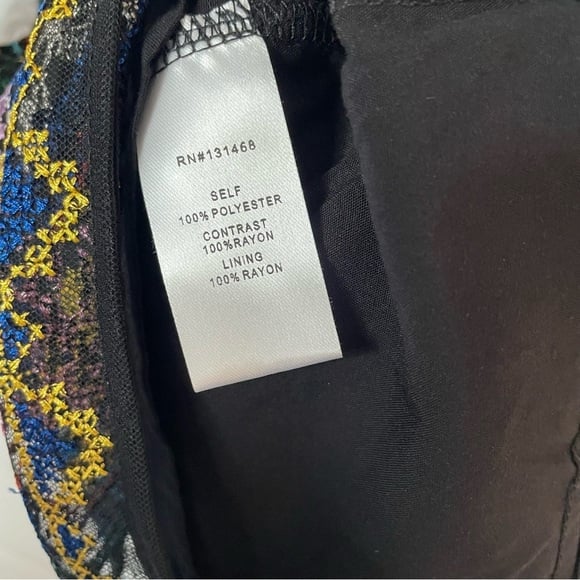 RN#131468
SELF
100% POLYESTER
CONTRAST
100%RAYON
LINING
100% RAYON